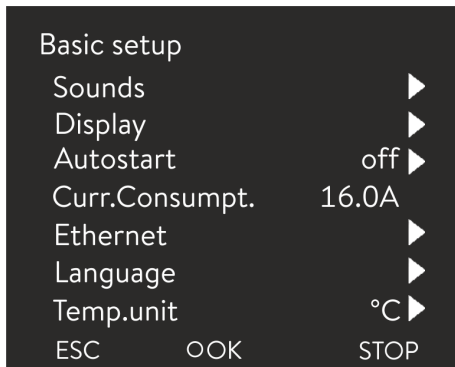 Basic setup
Sounds
Display
Autostart off
Curr.Consumpt. 16.0A
Ethernet
Language
Temp.unit °C
ESC OOK STOP